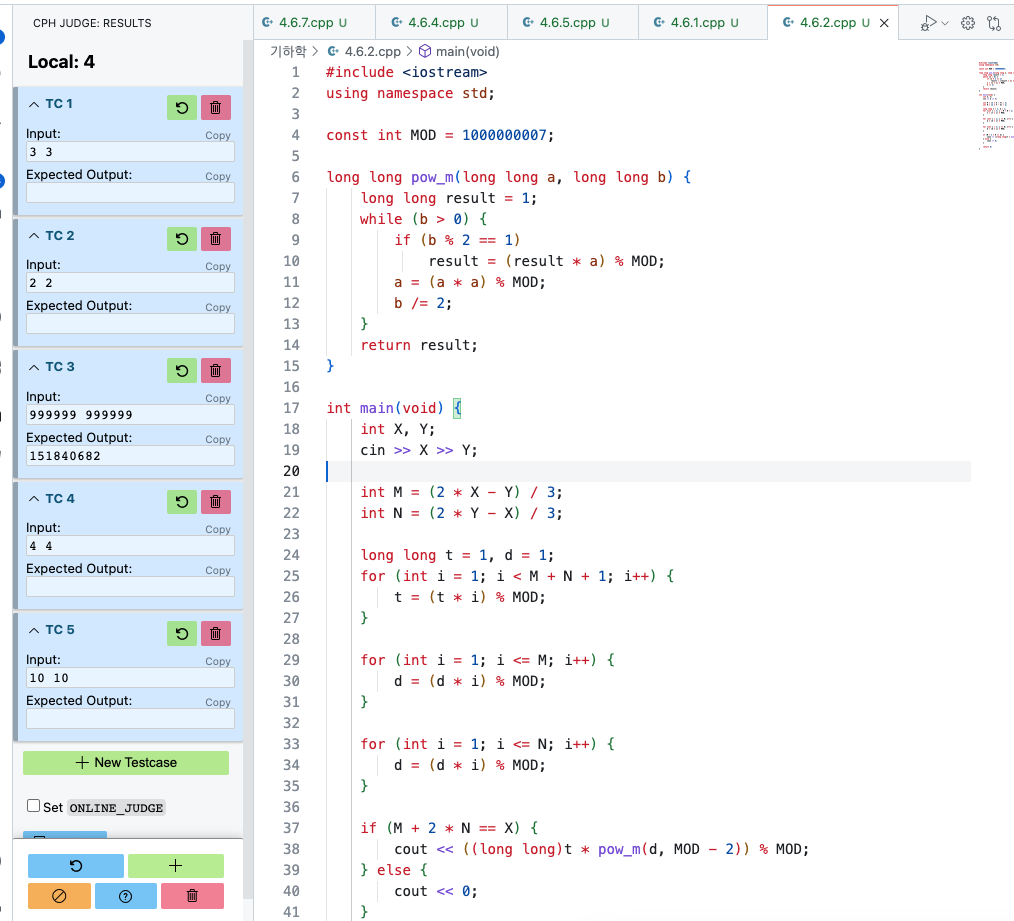 CPH JUDGE: RESULTS
Local: 4
TC 1
Input:
Copy
3 3
Expected Output:
Copy
TC 2
Input:
Copy
2 2
Expected Output:
Copy
TC 3
Input:
Copy
999999 999999
Expected Output:
Copy
151840682
TC 4
Input:
Copy
4 4
Expected Output:
Copy
TC 5
Input:
Copy
10 10
Expected Output:
Copy
+ New Testcase
Set ONLINE_JUDGE
4.6.7.cpp U
4.6.4.cpp U
4.6.5.cpp U
4.6.1.cpp U
4.6.2.cpp U
기하학 > 4.6.2.cpp > main(void)
1 #include <iostream>
2 using namespace std;
3
4 const int MOD = 1000000007;
5
6 long long pow_m(long long a, long long b) {
7 long long result = 1;
8 while (b > 0) {
9 if (b % 2 == 1)
10 result = (result * a) % MOD;
11 a = (a * a) % MOD;
12 b /= 2;
13 }
14 return result;
15 }
16
17 int main(void) {
18 int X, Y;
19 cin >> X >> Y;
20
21 int M = (2 * X - Y) / 3;
22 int N = (2 * Y - X) / 3;
23
24 long long t = 1, d = 1;
25 for (int i = 1; i < M + N + 1; i++) {
26 t = (t * i) % MOD;
27 }
28
29 for (int i = 1; i <= M; i++) {
30 d = (d * i) % MOD;
31 }
32
33 for (int i = 1; i <= N; i++) {
34 d = (d * i) % MOD;
35 }
36
37 if (M + 2 * N == X) {
38 cout << ((long long)t * pow_m(d, MOD - 2)) % MOD;
39 } else {
40 cout << 0;
41 }